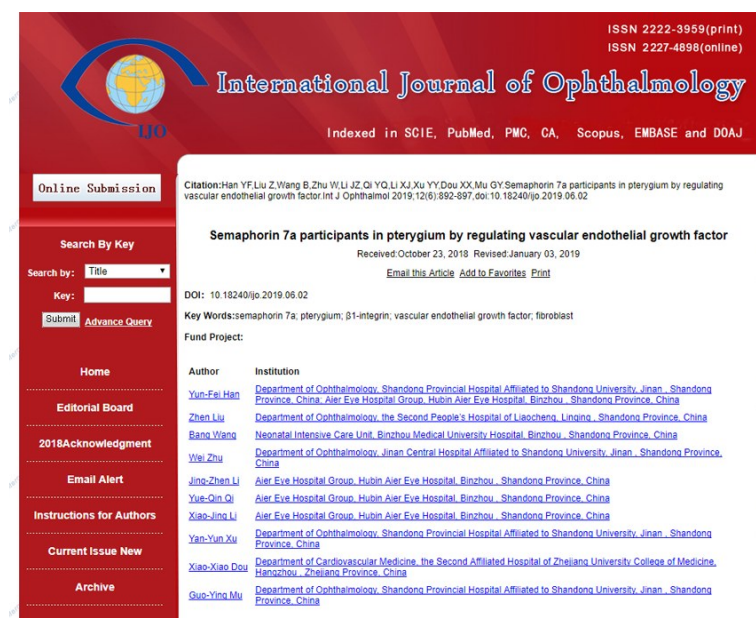 ISSN 2222-3959(print)
ISSN 2227-4898(online)
International Journal of Ophthalmology
IJO
Indexed in SCIE, PubMed, PMC, CA, Scopus, EMBASE and DOAJ
Online Submission
Search By Key
Search by: Title
Key:
Submit Advance Query
Home
Editorial Board
2018Acknowledgment
Email Alert
Instructions for Authors
Current Issue New
Archive
Citation:Han YF,Liu Z,Wang B,Zhu W,Li JZ,Qi YQ,Li XJ,Xu YY,Dou XX,Mu GY.Semaphorin 7a participants in pterygium by regulating
vascular endothelial growth factor.Int J Ophthalmol 2019;12(6):892-897,doi:10.18240/ijo.2019.06.02
Semaphorin 7a participants in pterygium by regulating vascular endothelial growth factor
Received:October 23, 2018 Revised:January 03, 2019
Email this Article Add to Favorites Print
DOI: 10.18240/ijo.2019.06.02
Key Words:semaphorin 7a; pterygium; β1-integrin; vascular endothelial growth factor; fibroblast
Fund Project:
Author Institution
Yun-Fei Han Department of Ophthalmology, Shandong Provincial Hospital Affiliated to Shandong University, Jinan , Shandong
Province, China; Aier Eye Hospital Group, Hubin Aier Eye Hospital, Binzhou , Shandong Province, China
Zhen Liu Department of Ophthalmology, the Second People's Hospital of Liaocheng, Linqing , Shandong Province, China
Bang Wang Neonatal Intensive Care Unit, Binzhou Medical University Hospital, Binzhou , Shandong Province, China
Wei Zhu Department of Ophthalmology, Jinan Central Hospital Affiliated to Shandong University, Jinan , Shandong Province,
China
Jing-Zhen Li Aier Eye Hospital Group, Hubin Aier Eye Hospital, Binzhou , Shandong Province, China
Yue-Qin Qi Aier Eye Hospital Group, Hubin Aier Eye Hospital, Binzhou , Shandong Province, China
Xiao-Jing Li Aier Eye Hospital Group, Hubin Aier Eye Hospital, Binzhou , Shandong Province, China
Yan-Yun Xu Department of Ophthalmology, Shandong Provincial Hospital Affiliated to Shandong University, Jinan , Shandong
Province, China
Xiao-Xiao Dou Department of Cardiovascular Medicine, the Second Affiliated Hospital of Zhejiang University College of Medicine,
Hangzhou , Zhejiang Province, China
Guo-Ying Mu Department of Ophthalmology, Shandong Provincial Hospital Affiliated to Shandong University, Jinan , Shandong
Province, China